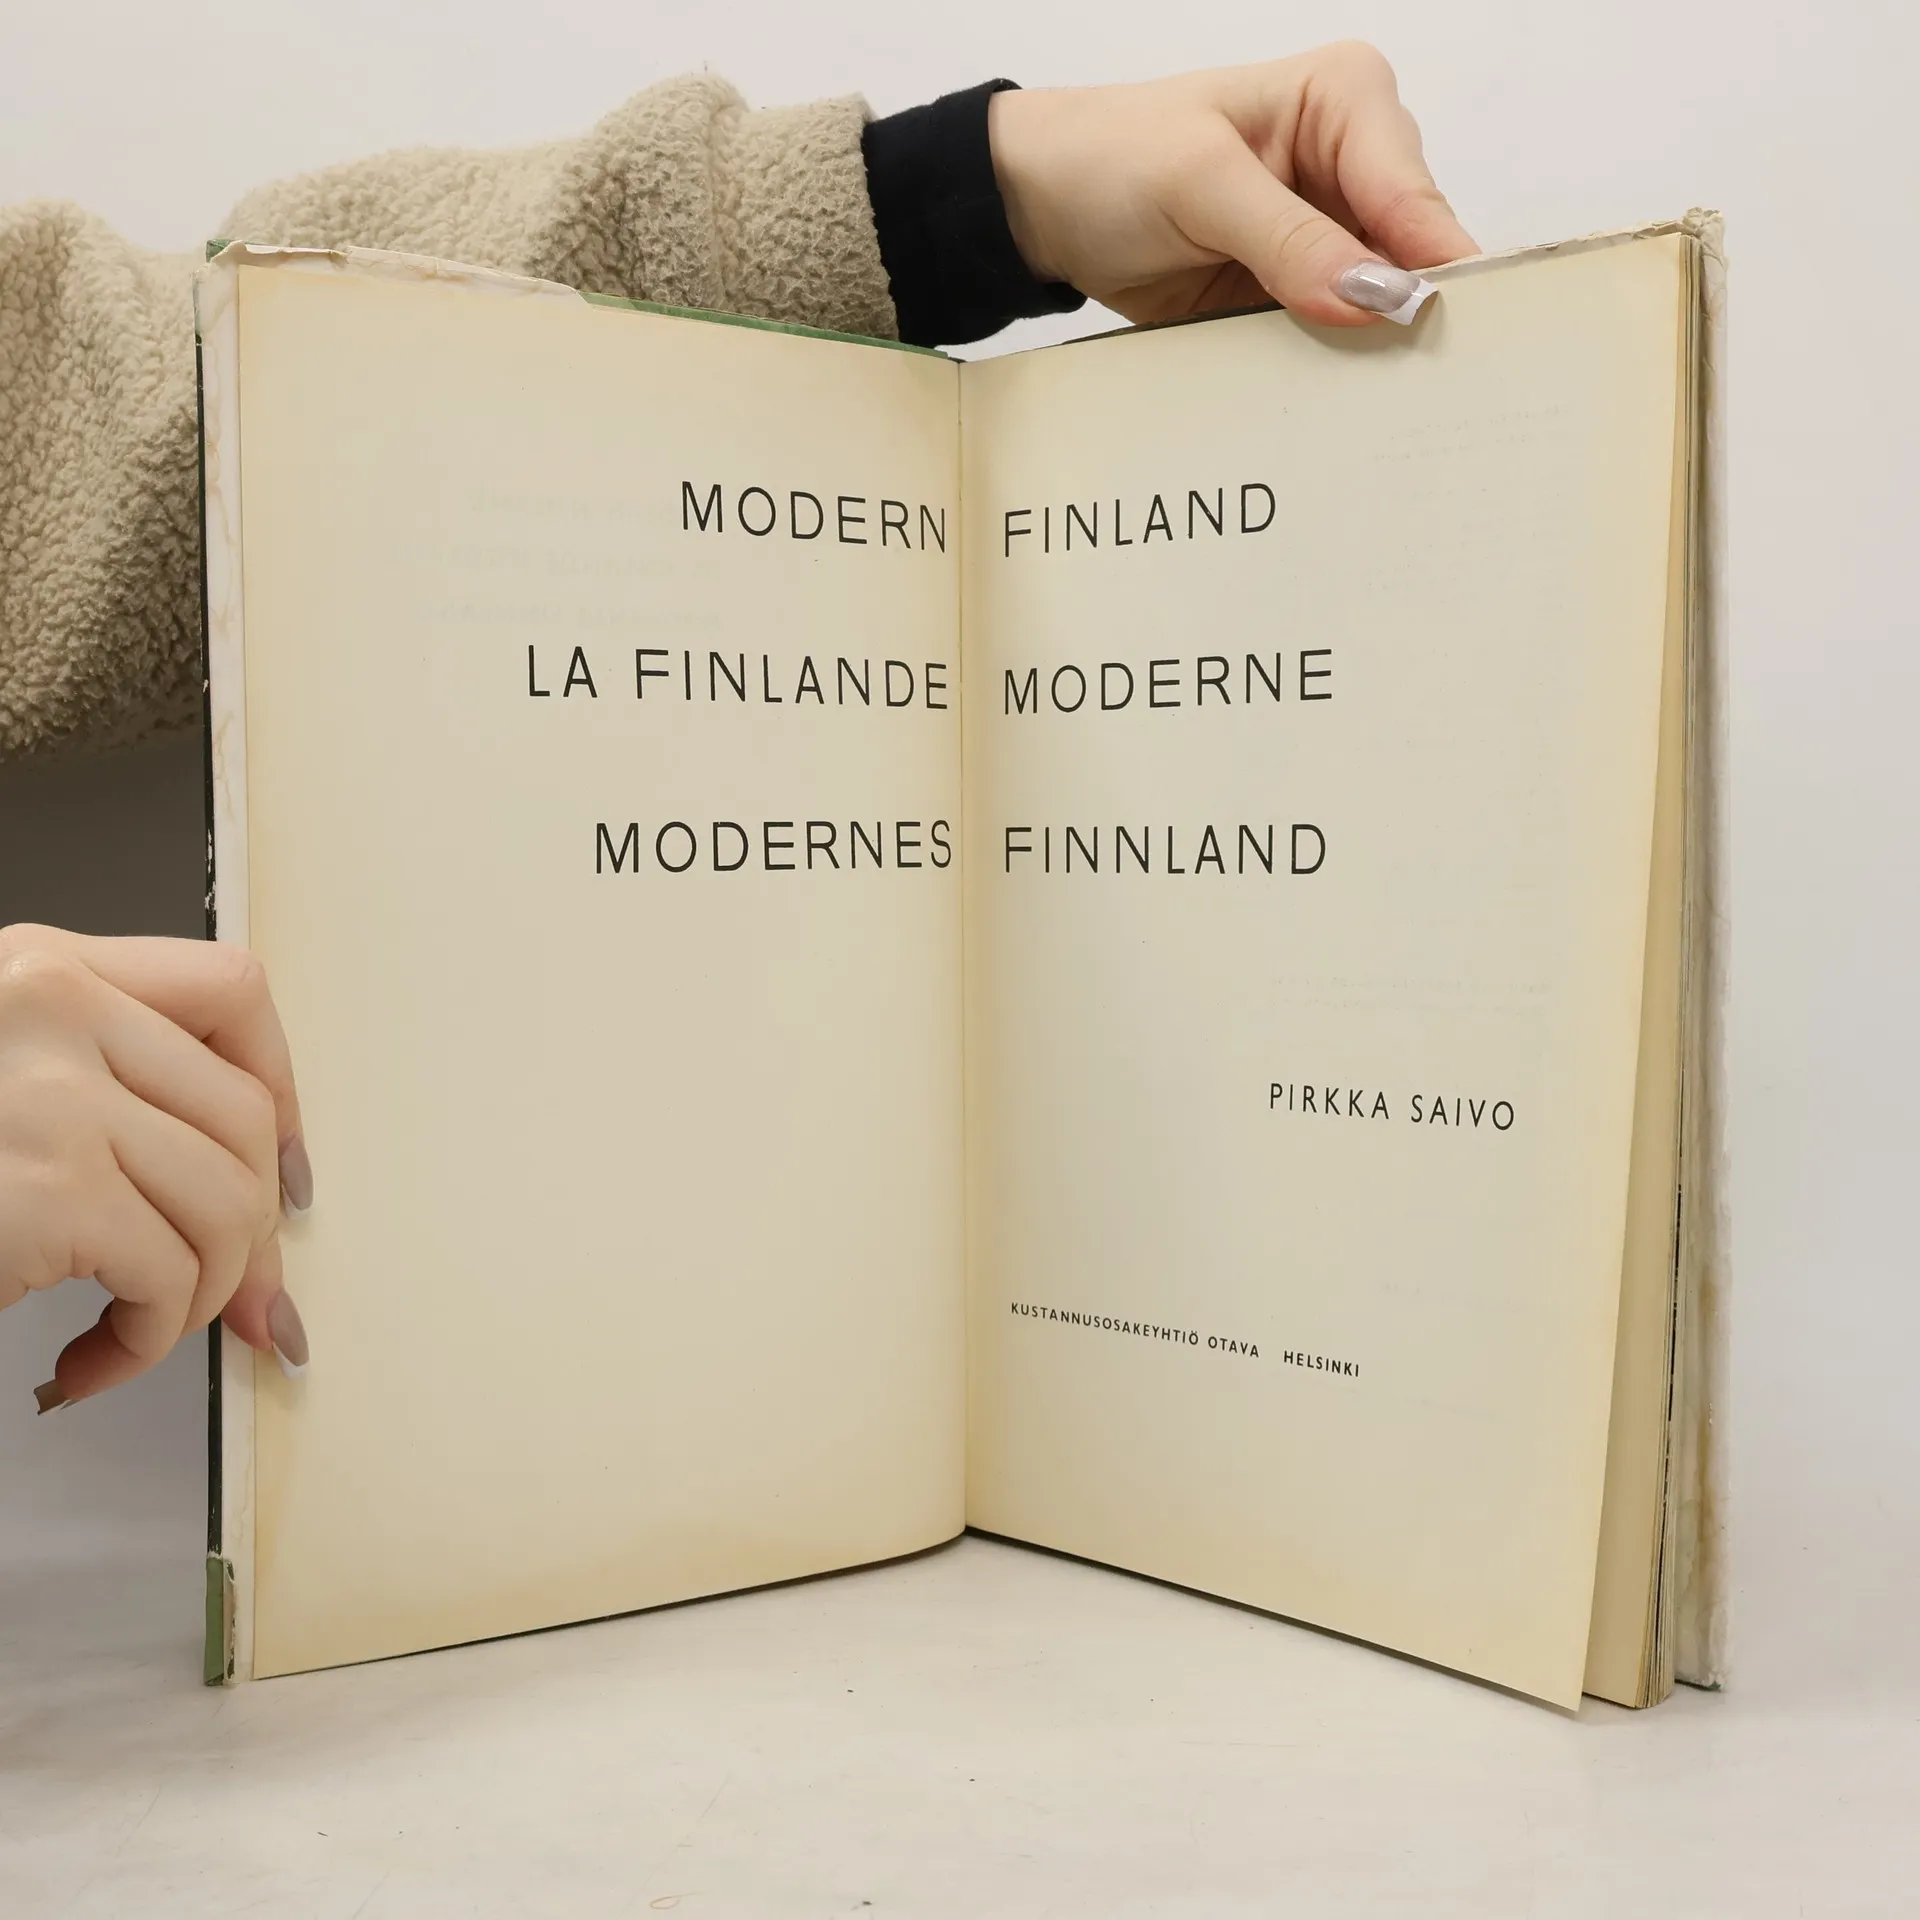 MODERN FINLAND
LA FINLANDE MODERNE
MODERNES FINNLAND
PIRKKA SAIVO
KUSTANNUSOSAKEYHTIÖ OTAVA HELSINKI